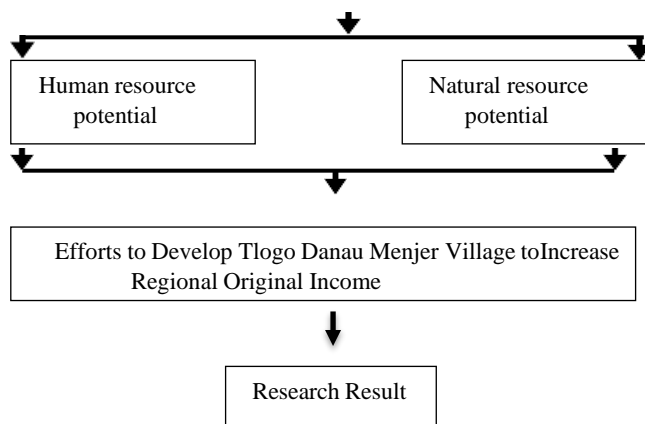 Human resource
potential
Natural resource
potential
Efforts to Develop Tlogo Danau Menjer Village toIncrease
Regional Original Income
Research Result